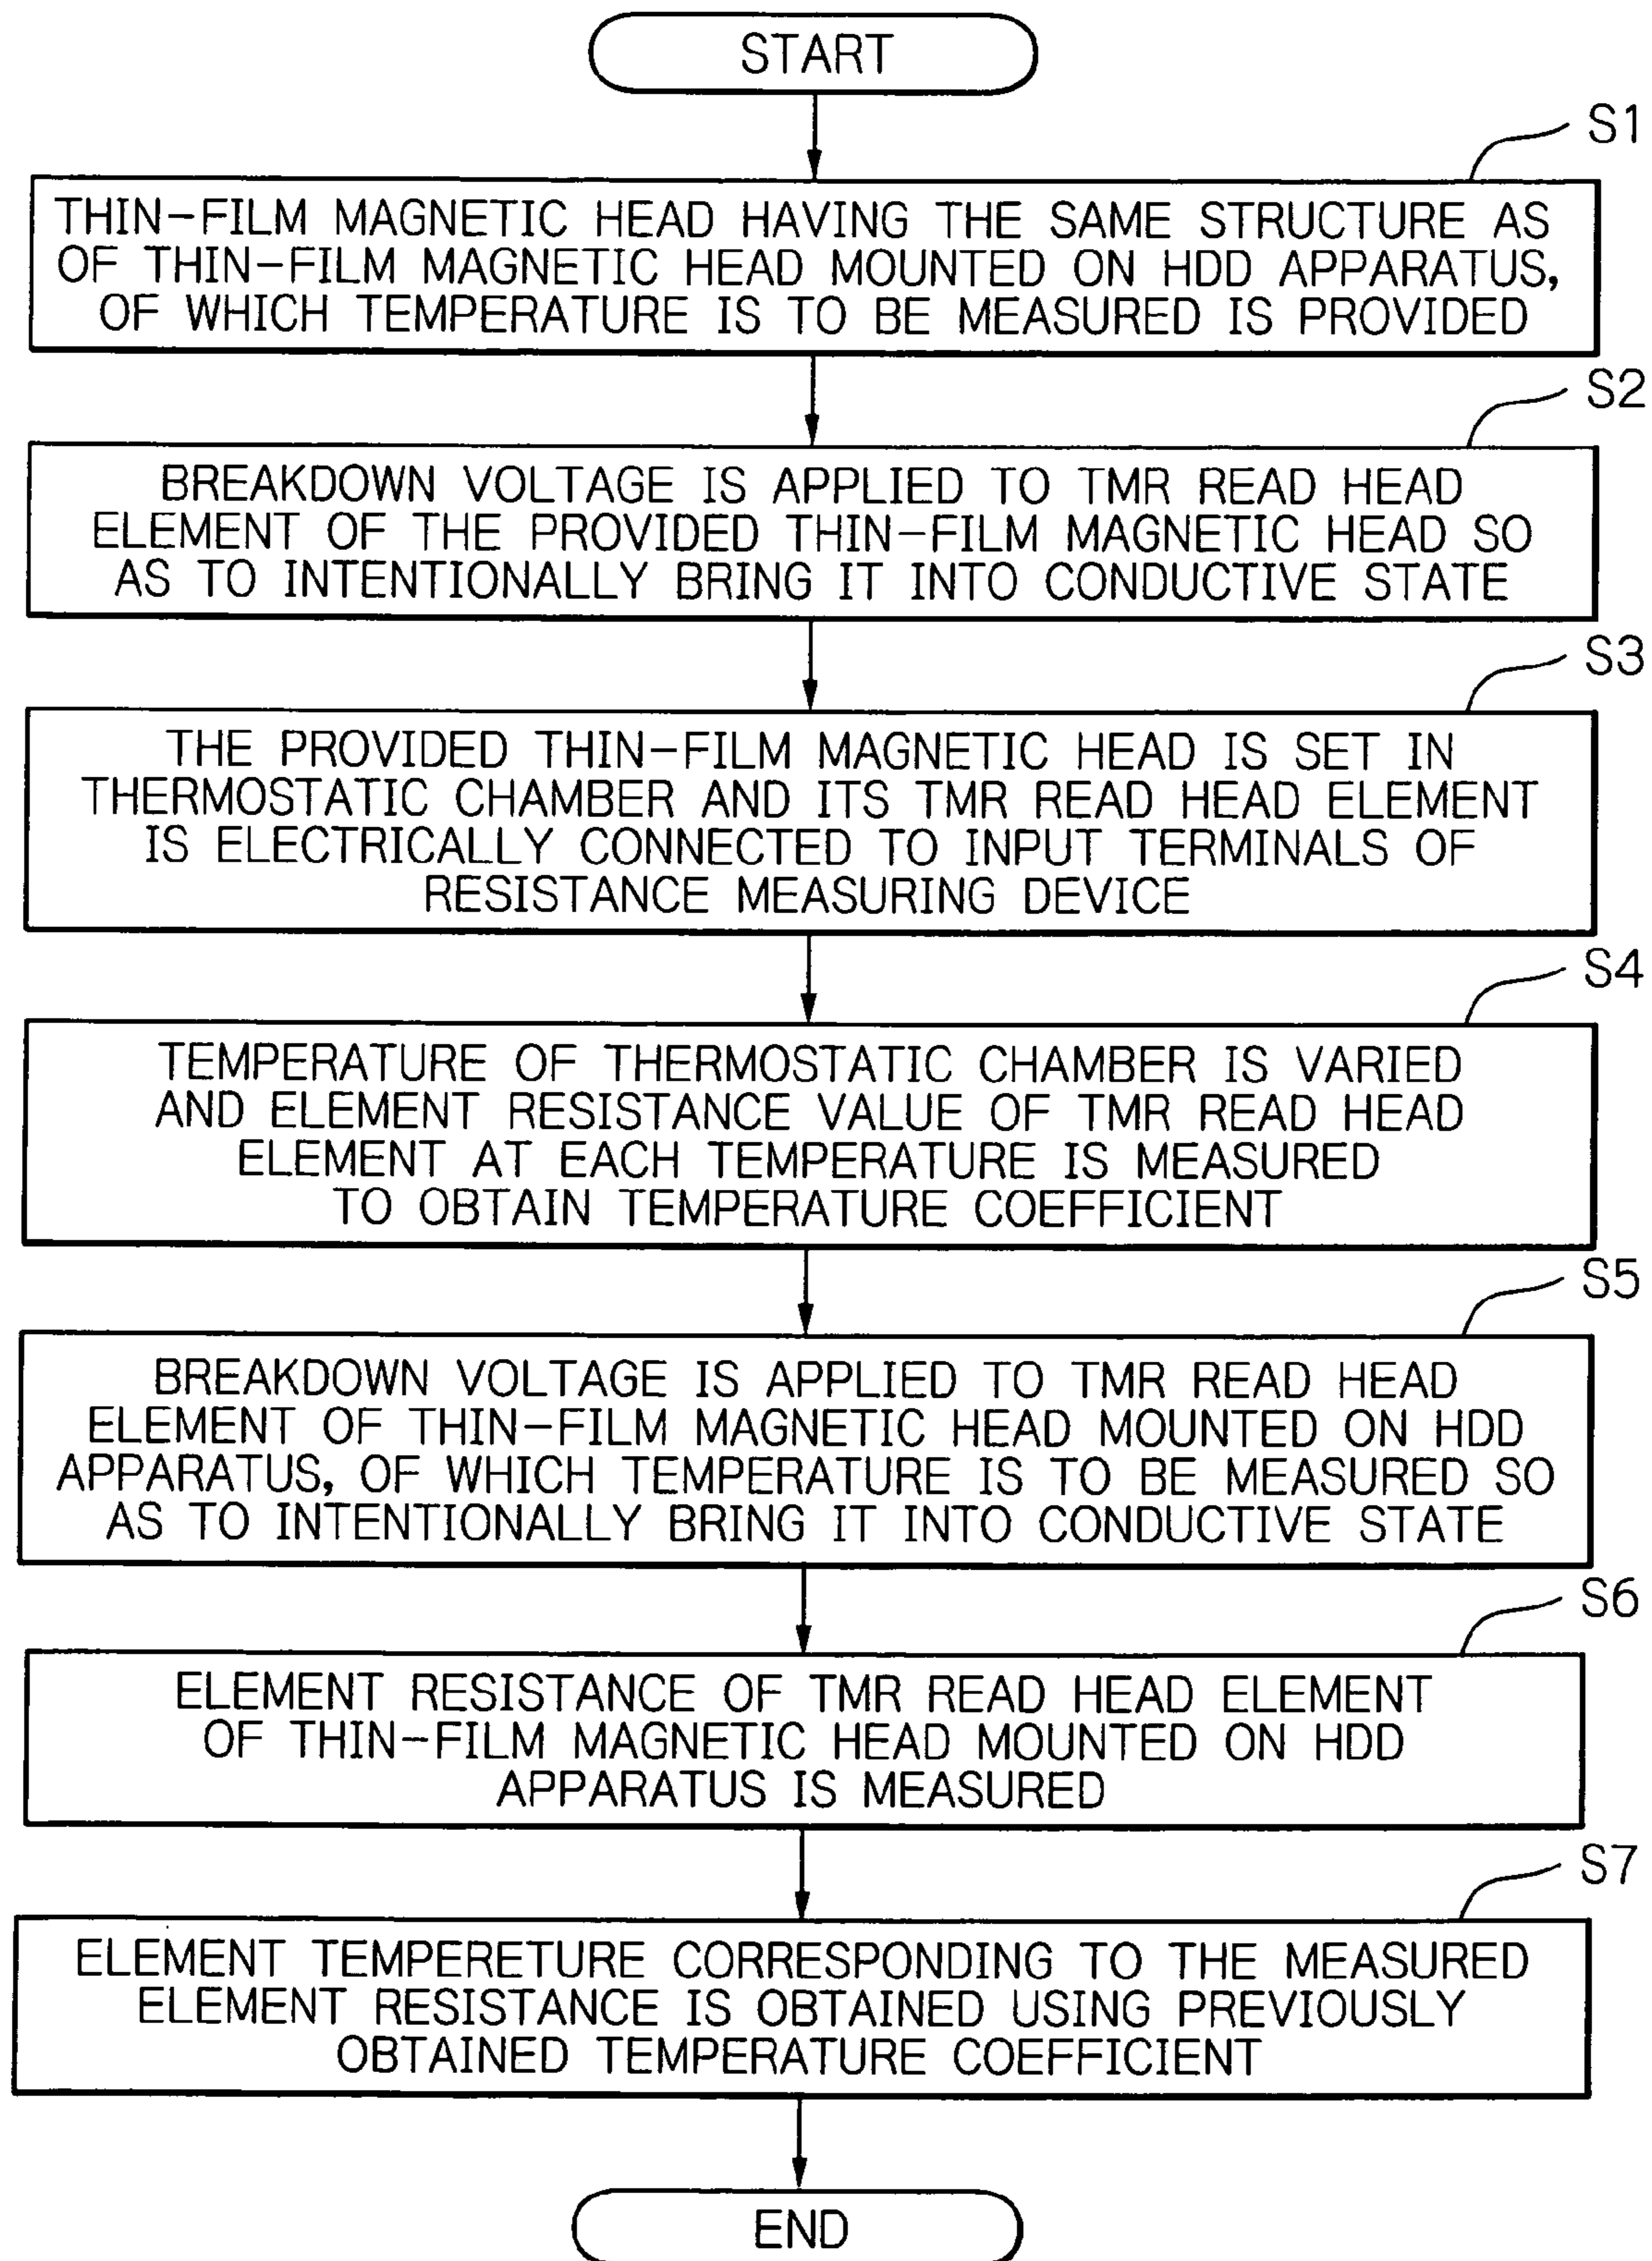 START
S1
THIN-FILM MAGNETIC HEAD HAVING THE SAME STRUCTURE AS
OF THIN-FILM MAGNETIC HEAD MOUNTED ON HDD APPARATUS,
OF WHICH TEMPERATURE IS TO BE MEASURED IS PROVIDED
S2
BREAKDOWN VOLTAGE IS APPLIED TO TMR READ HEAD
ELEMENT OF THE PROVIDED THIN-FILM MAGNETIC HEAD SO
AS TO INTENTIONALLY BRING IT INTO CONDUCTIVE STATE
S3
THE PROVIDED THIN-FILM MAGNETIC HEAD IS SET IN
THERMOSTATIC CHAMBER AND ITS TMR READ HEAD ELEMENT
IS ELECTRICALLY CONNECTED TO INPUT TERMINALS OF
RESISTANCE MEASURING DEVICE
S4
TEMPERATURE OF THERMOSTATIC CHAMBER IS VARIED
AND ELEMENT RESISTANCE VALUE OF TMR READ HEAD
ELEMENT AT EACH TEMPERATURE IS MEASURED
TO OBTAIN TEMPERATURE COEFFICIENT
S5
BREAKDOWN VOLTAGE IS APPLIED TO TMR READ HEAD
ELEMENT OF THIN-FILM MAGNETIC HEAD MOUNTED ON HDD
APPARATUS, OF WHICH TEMPERATURE IS TO BE MEASURED SO
AS TO INTENTIONALLY BRING IT INTO CONDUCTIVE STATE
S6
ELEMENT RESISTANCE OF TMR READ HEAD ELEMENT
OF THIN-FILM MAGNETIC HEAD MOUNTED ON HDD
APPARATUS IS MEASURED
S7
ELEMENT TEMPERETURE CORRESPONDING TO THE MEASURED
ELEMENT RESISTANCE IS OBTAINED USING PREVIOUSLY
OBTAINED TEMPERATURE COEFFICIENT
END